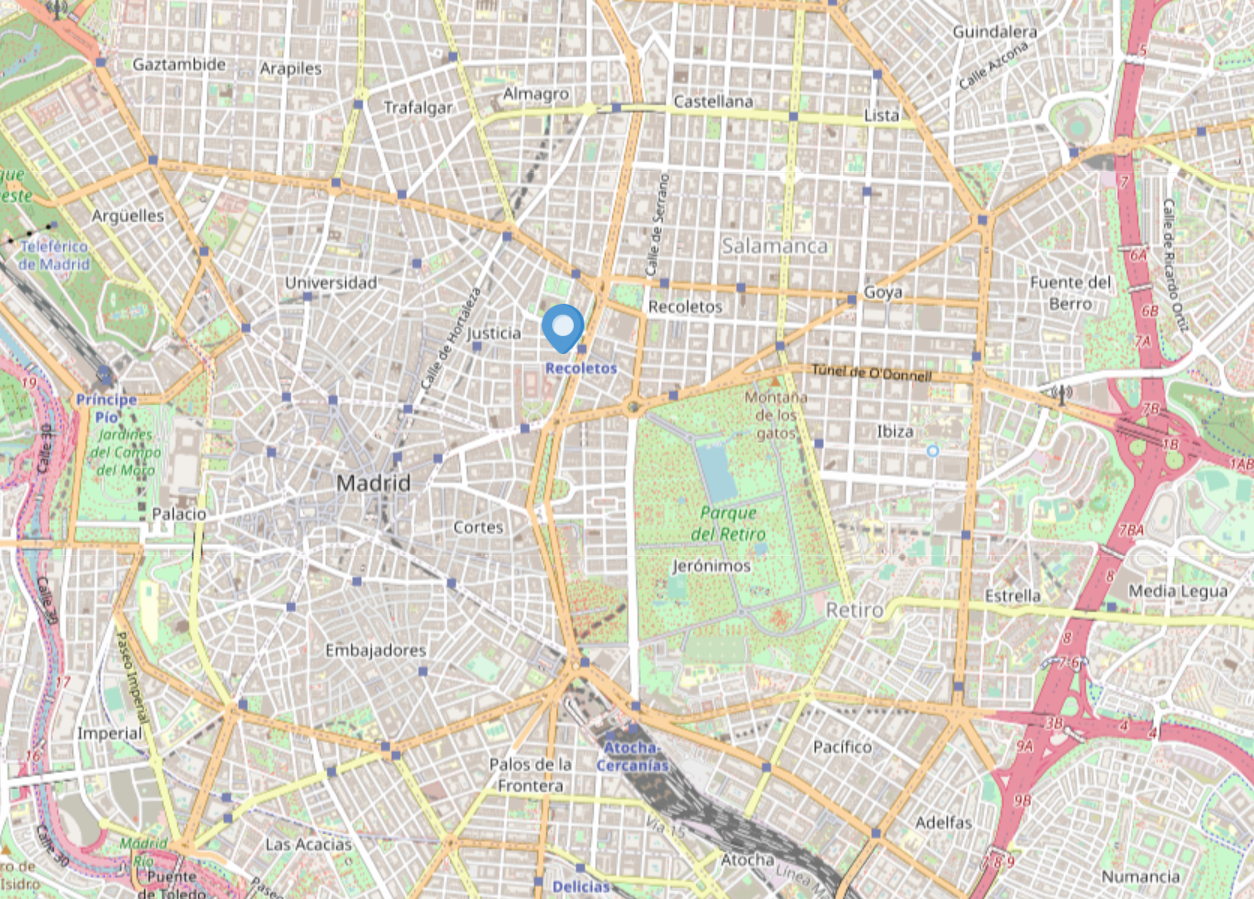 Guindalera
Gaztambide
Arapiles
Calle Azcona
5
Almagro
Castellana
Trafalgar
Lista
que
este
7
Argüelles
Calle de Serrano
Calle de Ricardo Ortiz
Teleférico
de Madrid
Salamanca
6A
Universidad
Fuente del
Berro
Goya
Recoletos
6B
Calle de Hortaleza
Justicia
7A
Recoletos
Túnel de O'Donnell
19
Príncipe
Pío
Montaña
de los
gatos
7B
Jardines
del Campo
del Moro
Calle 30
Ibiza
1B
1AB
Madrid
Palacio
Parque
del Retiro
Cortes
7BA
Jerónimos
8
Calle 30
Estrella
Media Legua
Retiro
8
Embajadores
7-6
Paseo Imperial
17
Imperial
3B
4
4
9A
16
Pacífico
Atocha-
Cercanías
Palos de la
Frontera
9B
Adelfas
Vía 15
Calle 30
Madrid
Río
Las Acacias
Atocha
7-8-9
ro de
Isidro
Puente
de Toledo
Paseo
Delicias
Línea M
Numancia